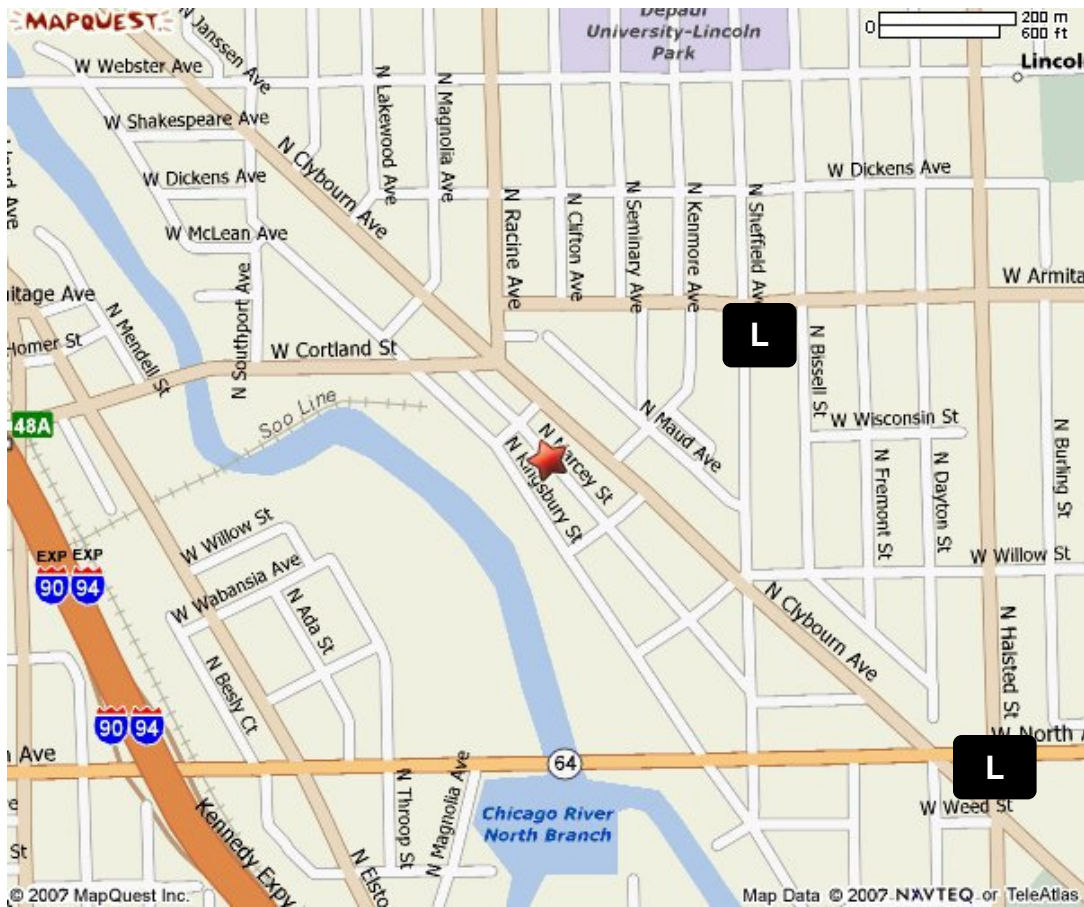 MAPQUEST.
N Janssen Ave
Depaul
University-Lincoln
Park
0
200 m
600 ft
W Webster Ave
N Lakewood Ave
N Magnolia Ave
W Shakespeare Ave
N Clybourn Ave
W Dickens Ave
W Dickens Ave
N Racine Ave
N Clifton Ave
N Seminary Ave
N Kenmore Ave
N Sheffield Ave
W McLean Ave
N Southport Ave
W Armita
itage Ave
N Mendell St
Homer St
W Cortland St
L
N Bissell St
Soo Line
48A
N Maud Ave
W Wisconsin St
N Burling St
N Kingsbury St
N Fremont St
N Dayton St
W Willow St
W Willow St
EXP EXP
90 94
W Wabansia Ave
N Ada St
N Clybourn Ave
N Halsted St
N Besly Ct
90 94
W North A
Ave
64
L
N Throop St
N Magnolia Ave
W Weed St
Kennedy Expy
Chicago River
North Branch
St
N Elsto
© 2007 MapQuest Inc.
Map Data © 2007 NAVTEQ or TeleAtlas